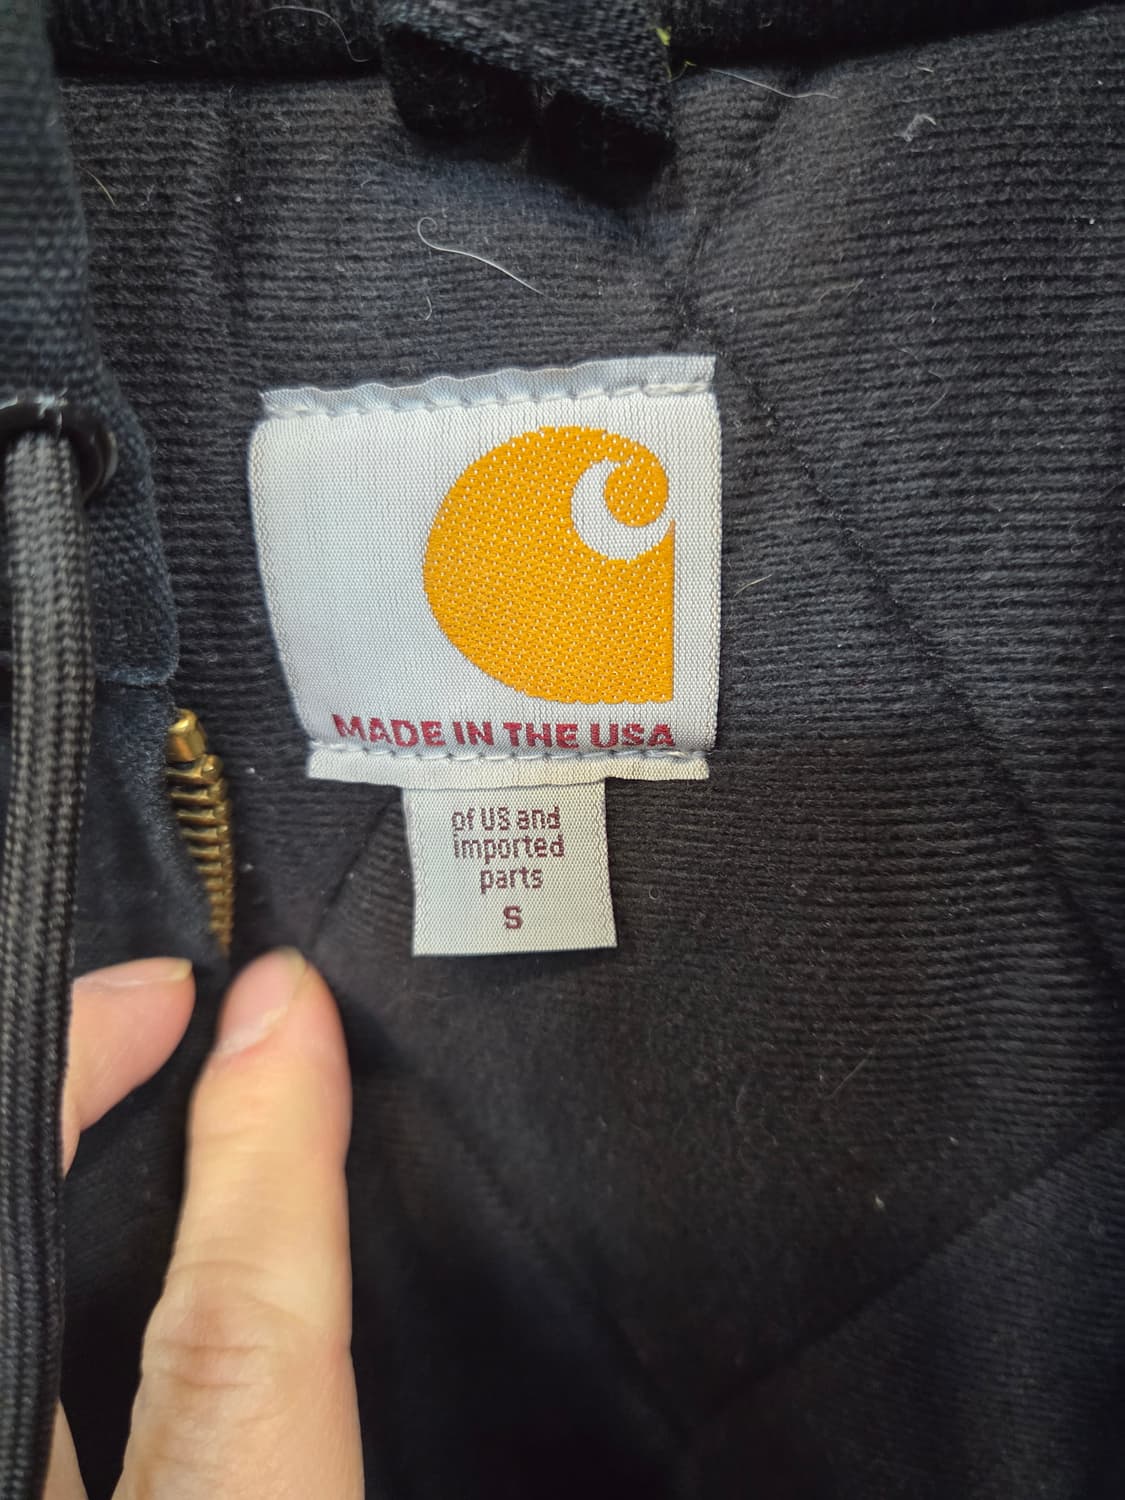 MADE IN THE USA
of US and
imported
parts
S